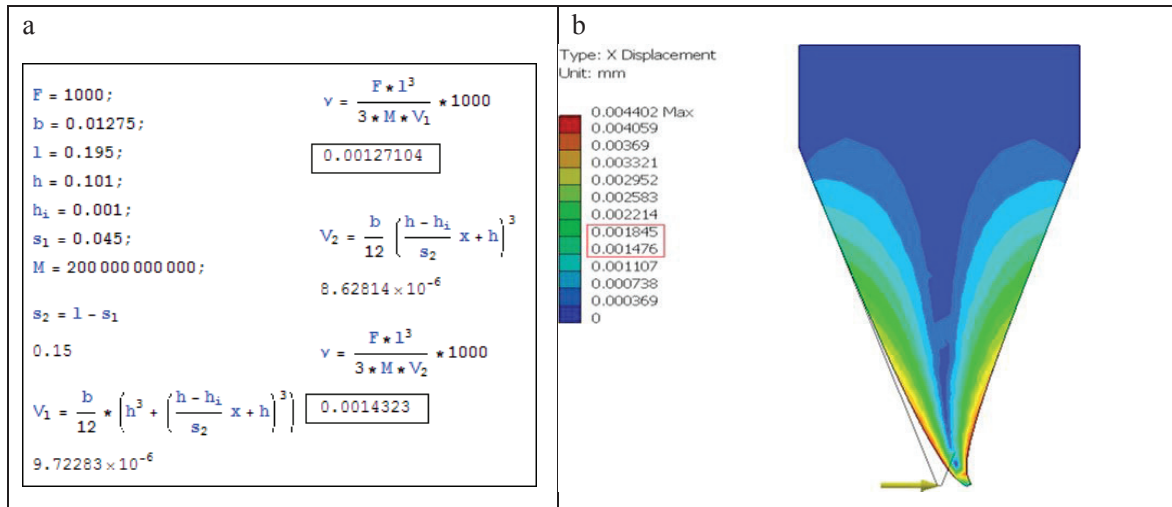 a
F = 1000;
b = 0.01275;
l = 0.195;
h = 0.101;
hᵢ = 0.001;
s₁ = 0.045;
M = 200 000 000 000;
s₂ = l − s₁
0.15
V₁ = b/12 * (h³ + ((h − hᵢ)/s₂ x + h)³)
9.72283 × 10⁻⁶
ν = (F * l³)/(3 * M * V₁) * 1000
0.00127104
V₂ = b/12 ((h − hᵢ)/s₂ x + h)³
8.62814 × 10⁻⁶
ν = (F * l³)/(3 * M * V₂) * 1000
0.0014323
b
Type: X Displacement
Unit: mm
0.004402 Max
0.004059
0.00369
0.003321
0.002952
0.002583
0.002214
0.001845
0.001476
0.001107
0.000738
0.000369
0